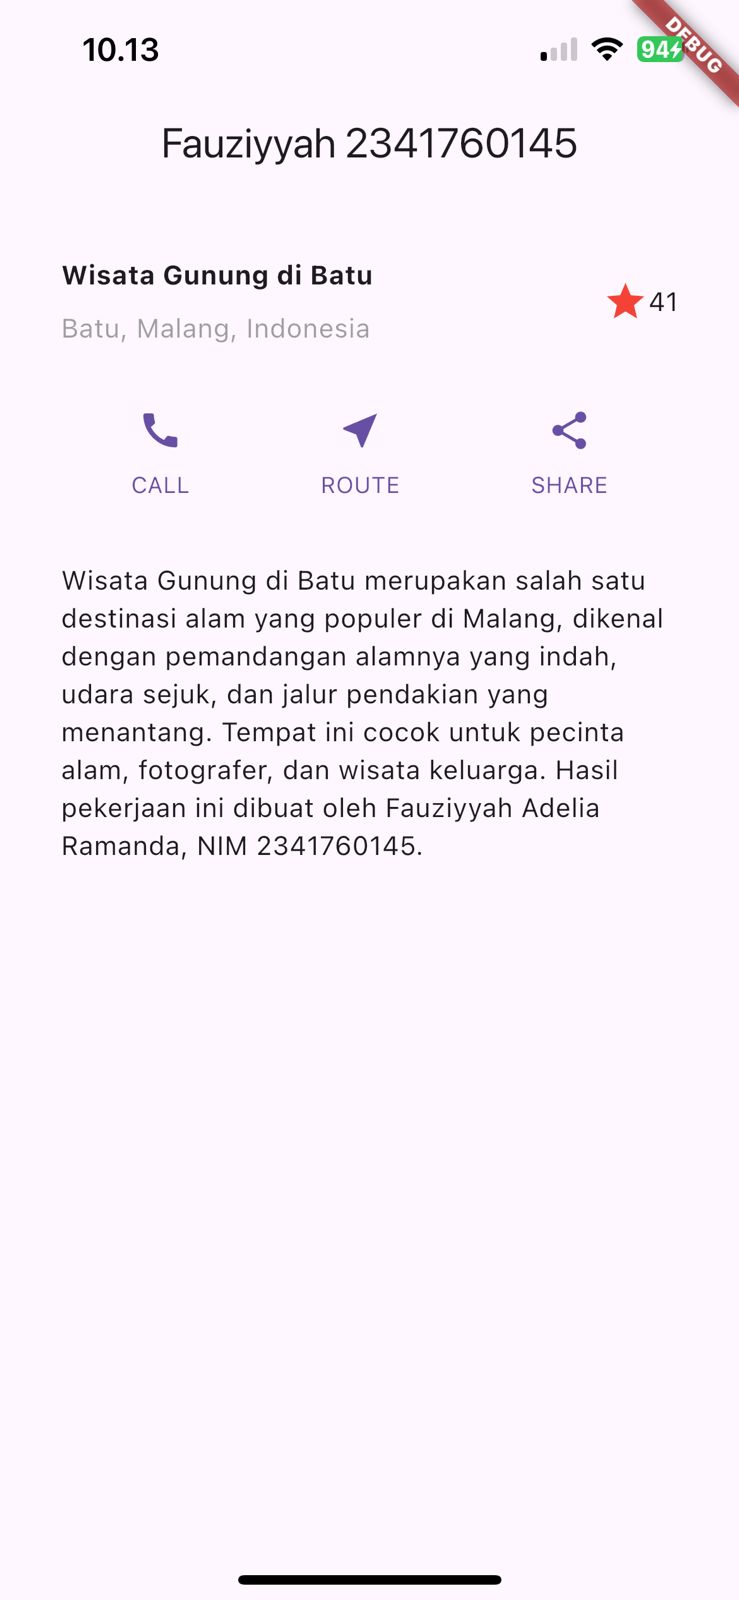 10.13
94
DEBUG
Fauziyyah 2341760145
Wisata Gunung di Batu
41
Batu, Malang, Indonesia
CALL
ROUTE
SHARE
Wisata Gunung di Batu merupakan salah satu
destinasi alam yang populer di Malang, dikenal
dengan pemandangan alamnya yang indah,
udara sejuk, dan jalur pendakian yang
menantang. Tempat ini cocok untuk pecinta
alam, fotografer, dan wisata keluarga. Hasil
pekerjaan ini dibuat oleh Fauziyyah Adelia
Ramanda, NIM 2341760145.